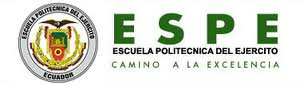 ESCUELA POLITECNICA DEL EJERCITO
ECUADOR
ESPE
ESCUELA POLITECNICA DEL EJERCITO
CAMINO A LA EXCELENCIA